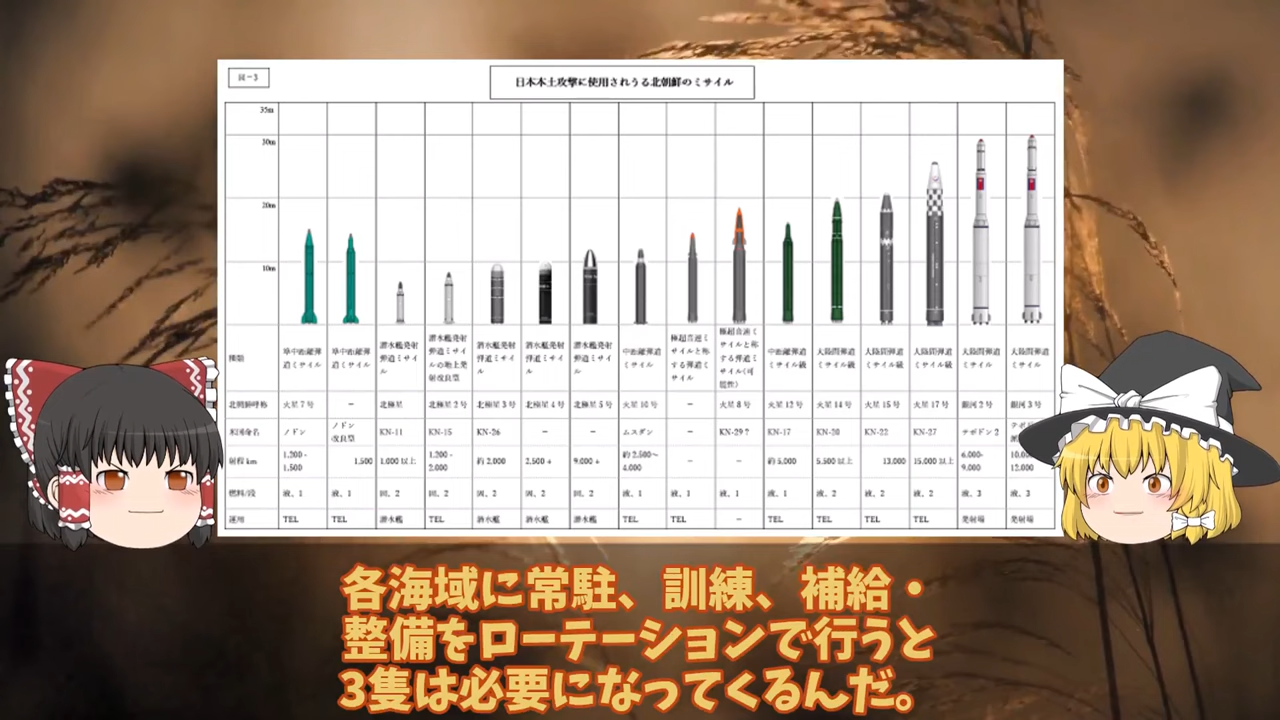 図-3
日本本土攻撃に使用されうる北朝鮮のミサイル
35m
30m
20m
10m
種類
準中距離弾道ミサイル
準中距離弾道ミサイル
潜水艦発射弾道ミサイル
潜水艦発射弾道ミサイルの地上発射改良型
潜水艦発射弾道ミサイル
潜水艦発射弾道ミサイル
潜水艦発射弾道ミサイル
中距離弾道ミサイル
極超音速ミサイルと称する弾道ミサイル
極超音速ミサイルと称する弾道ミサイル(可能性)
中距離弾道ミサイル級
大陸間弾道ミサイル級
大陸間弾道ミサイル級
大陸間弾道ミサイル級
大陸間弾道ミサイル
大陸間弾道ミサイル
北朝鮮呼称 火星7号 － 北極星 北極星2号 北極星3号 北極星4号 北極星5号 火星10号 － 火星8号 火星12号 火星14号 火星15号 火星17号 銀河2号 銀河3号
米国命名 ノドン ノドン改良型 KN-11 KN-15 KN-26 － － ムスダン － KN-29? KN-17 KN-20 KN-22 KN-27 テポドン2
射程km 1,200-1,500 1,500 1,000以上 1,200-2,000 約2,000 2,500+ 9,000+ 約2,500~4,000 － － 約5,000 5,500以上 13,000 15,000以上 6,000-9,000 10,000-12,000
燃料/段 液、1 液、1 固、2 固、2 固、2 固、2 固、2 液、1 液、1 液、1 液、1 液、2 液、2 液、2 液、3 液、3
運用 TEL TEL 潜水艦 TEL 潜水艦 潜水艦 潜水艦 TEL TEL － TEL TEL TEL TEL 発射場 発射場
各海域に常駐、訓練、補給・
整備をローテーションで行うと
3隻は必要になってくるんだ。